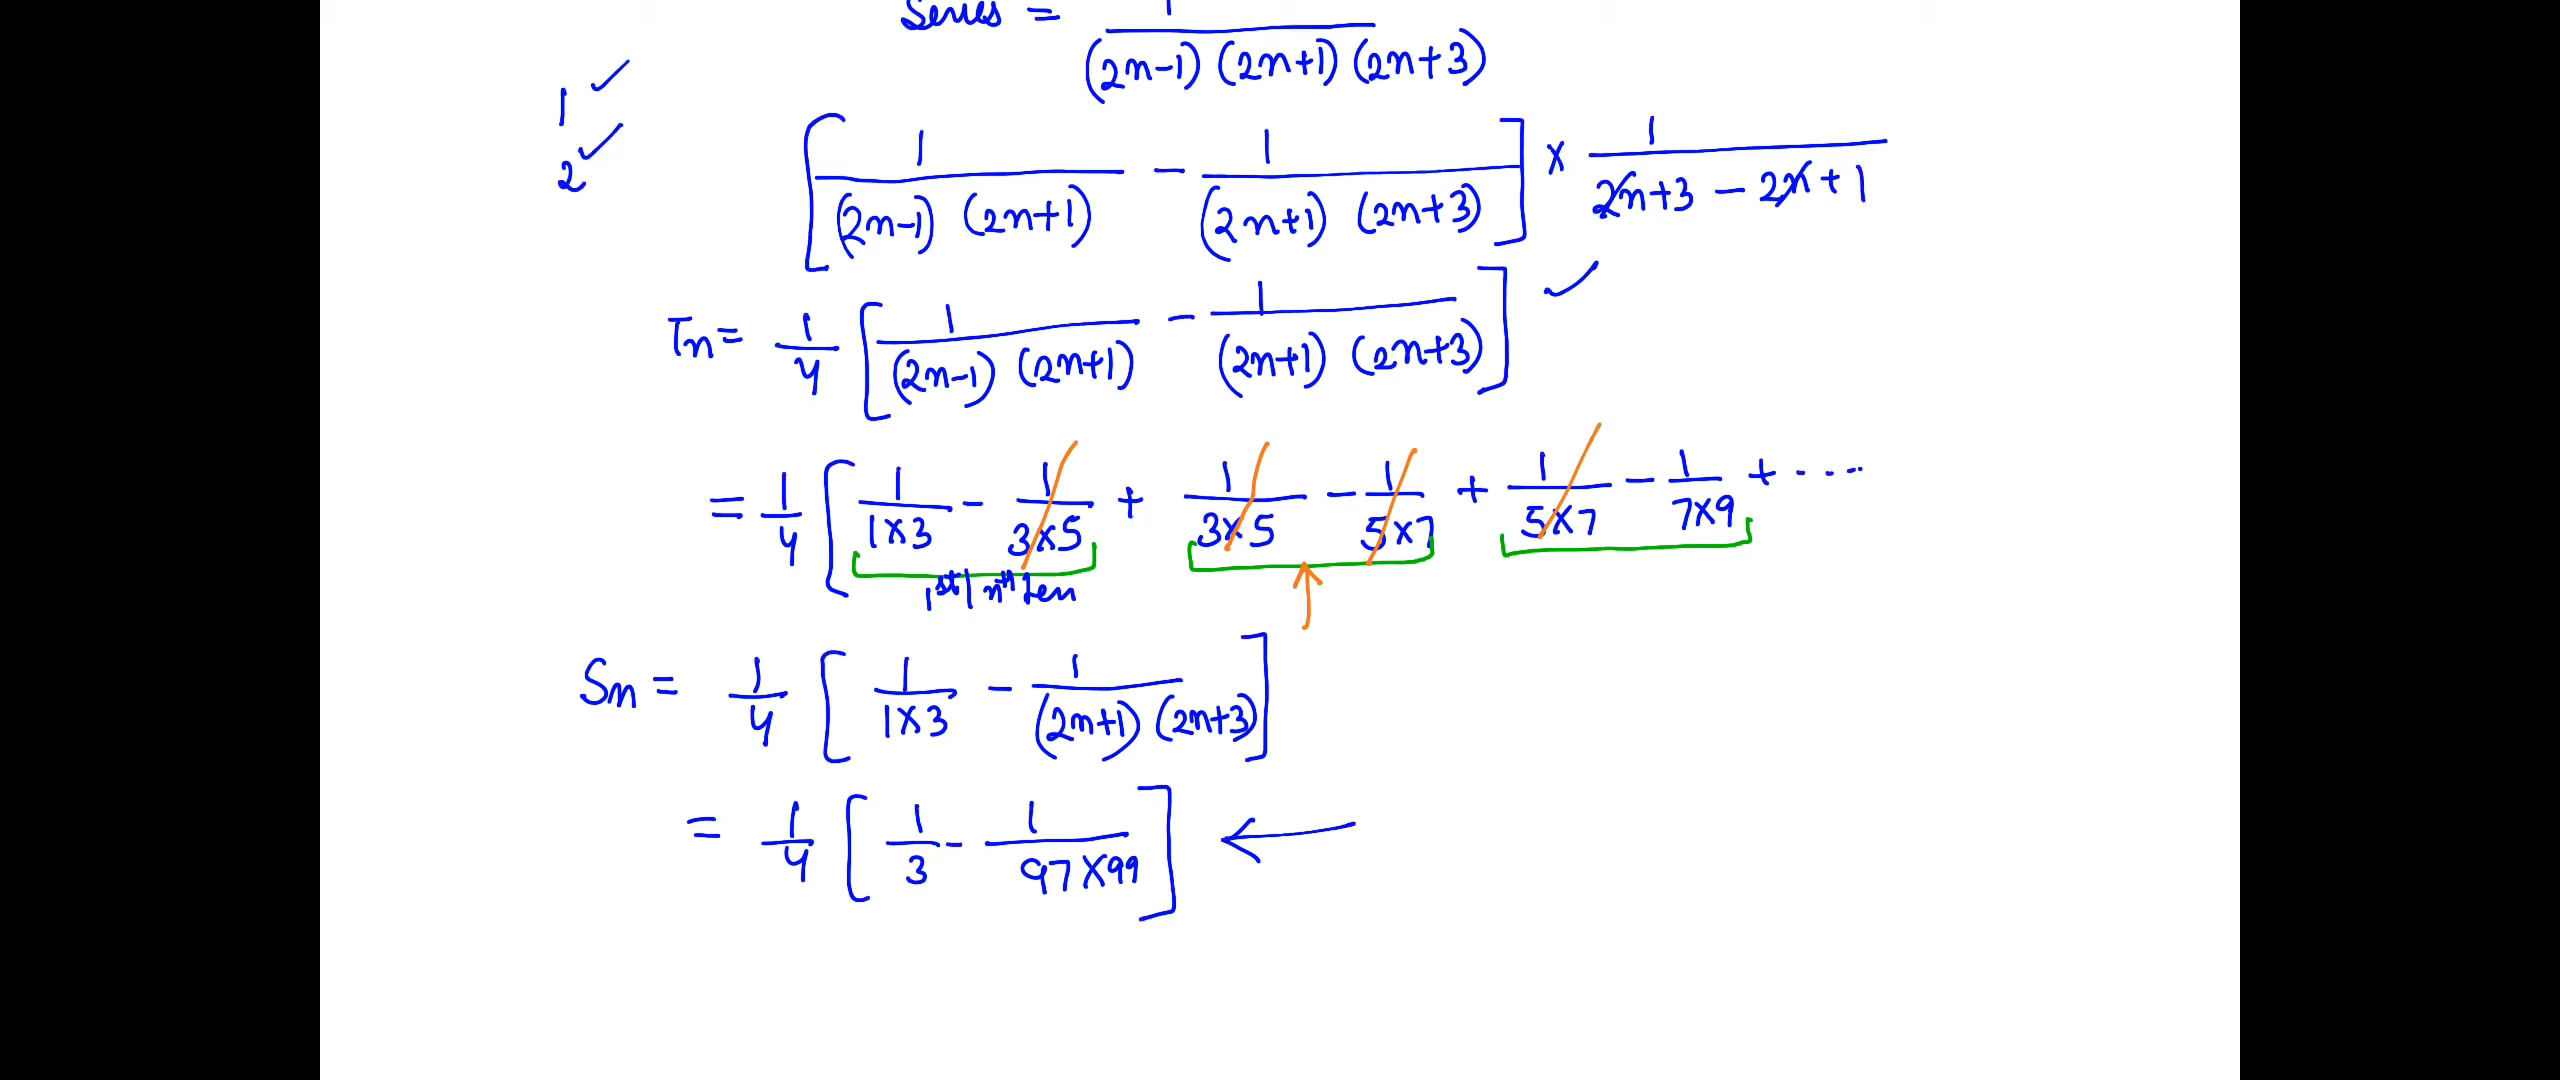 Series = 1/((2n-1) (2n+1) (2n+3))
1 ✓
2 ✓
[1/((2n-1) (2n+1)) - 1/((2n+1) (2n+3))] × 1/(2n+3 - 2n+1)
Tn = 1/4 [1/((2n-1) (2n+1)) - 1/((2n+1) (2n+3))] ✓
= 1/4 [1/(1×3) - 1/(3×5) + 1/(3×5) - 1/(5×7) + 1/(5×7) - 1/(7×9) + ....
1st | nth
Sn = 1/4 [1/(1×3) - 1/((2n+1) (2n+3))]
= 1/4 [1/3 - 1/(97×99)] ←